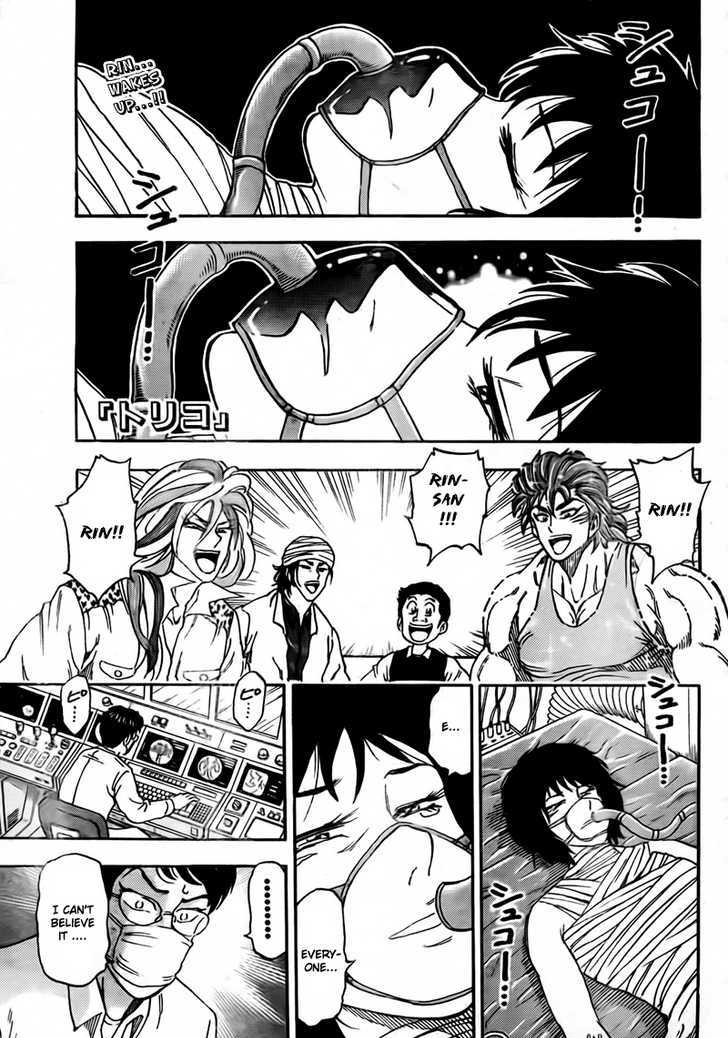 シュコー…
RIN...
WAKES
UP...!!
シュコー…
『トリコ』
RIN!!
RIN-
SAN
!!!
RIN!!
シュコー…
E...
EVERY-
ONE...
シュコー…
ピ……
ピ……
..........
I CAN'T
BELIEVE
IT ....